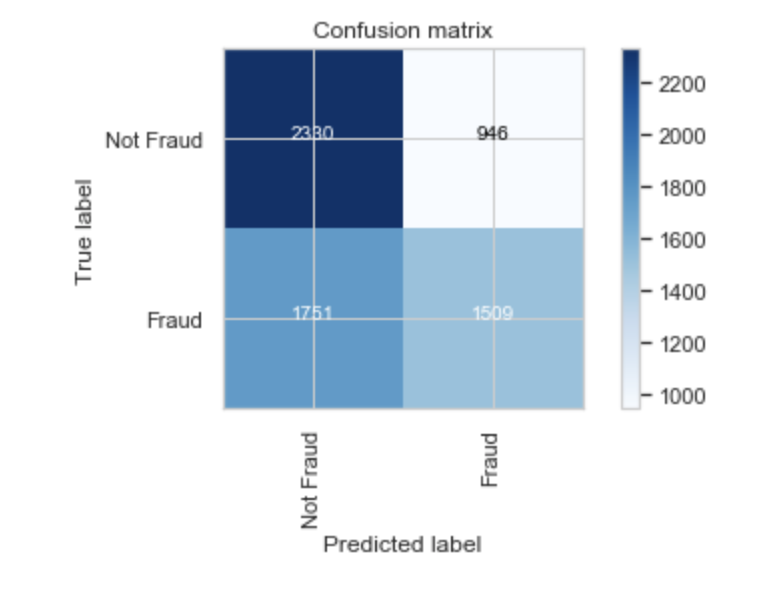 Confusion matrix
Not Fraud
2330
946
Fraud
1751
1509
True label
Not Fraud
Fraud
Predicted label
2200
2000
1800
1600
1400
1200
1000